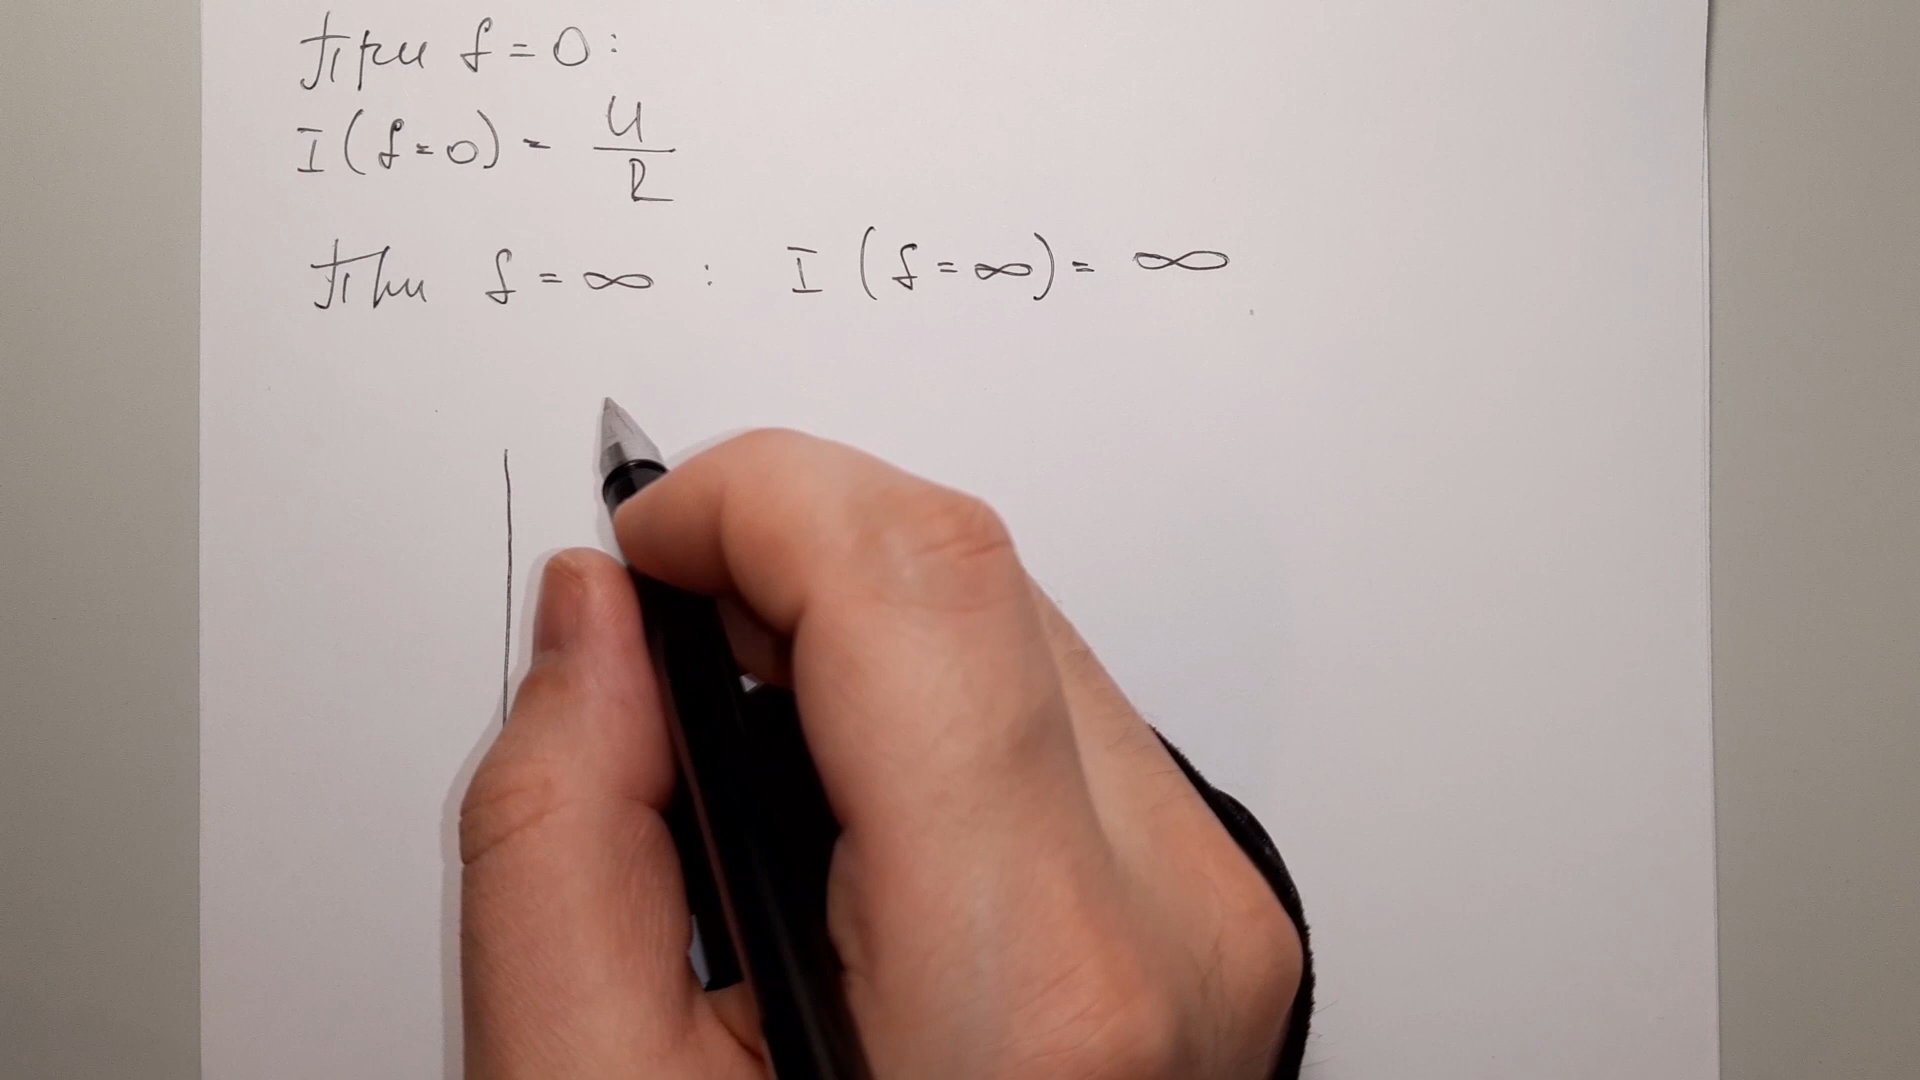 При f = 0:
I (f = 0) = U/R
При f = ∞ : I (f = ∞) = ∞